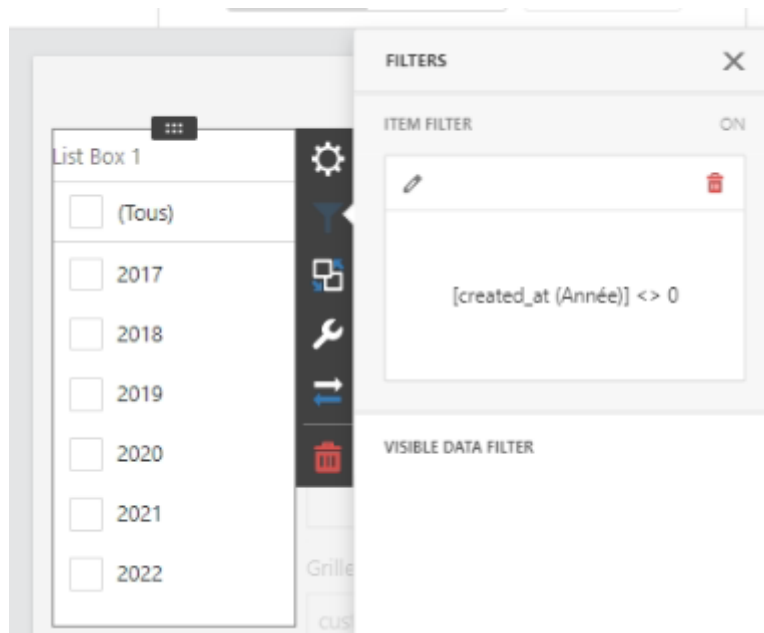 FILTERS
ITEM FILTER ON
List Box 1
(Tous)
2017
[created_at (Année)] <> 0
2018
2019
2020
VISIBLE DATA FILTER
2021
2022
Grille
cus